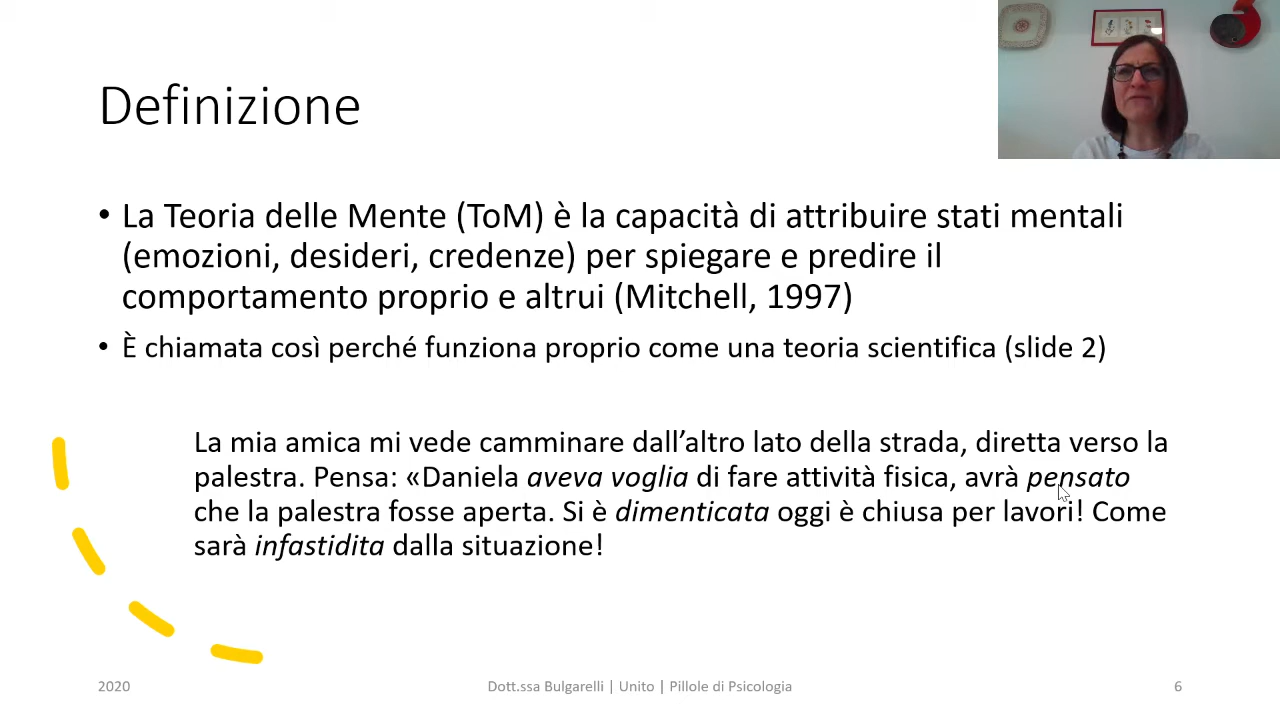 Definizione
• La Teoria delle Mente (ToM) è la capacità di attribuire stati mentali
(emozioni, desideri, credenze) per spiegare e predire il
comportamento proprio e altrui (Mitchell, 1997)
• È chiamata così perché funziona proprio come una teoria scientifica (slide 2)
La mia amica mi vede camminare dall’altro lato della strada, diretta verso la
palestra. Pensa: «Daniela aveva voglia di fare attività fisica, avrà pensato
che la palestra fosse aperta. Si è dimenticata oggi è chiusa per lavori! Come
sarà infastidita dalla situazione!
2020
Dott.ssa Bulgarelli | Unito | Pillole di Psicologia
6